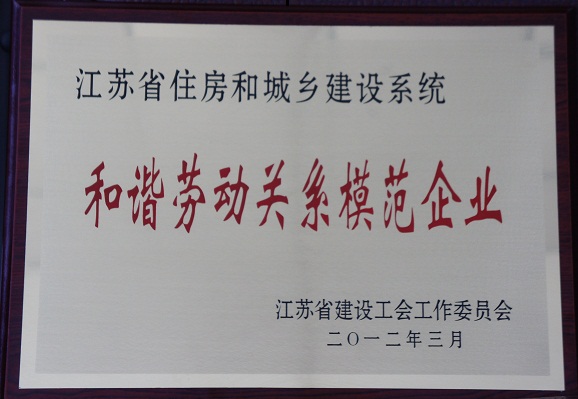 江苏省住房和城乡建设系统
和谐劳动关系模范企业
江苏省建设工会工作委员会
二〇一二年三月